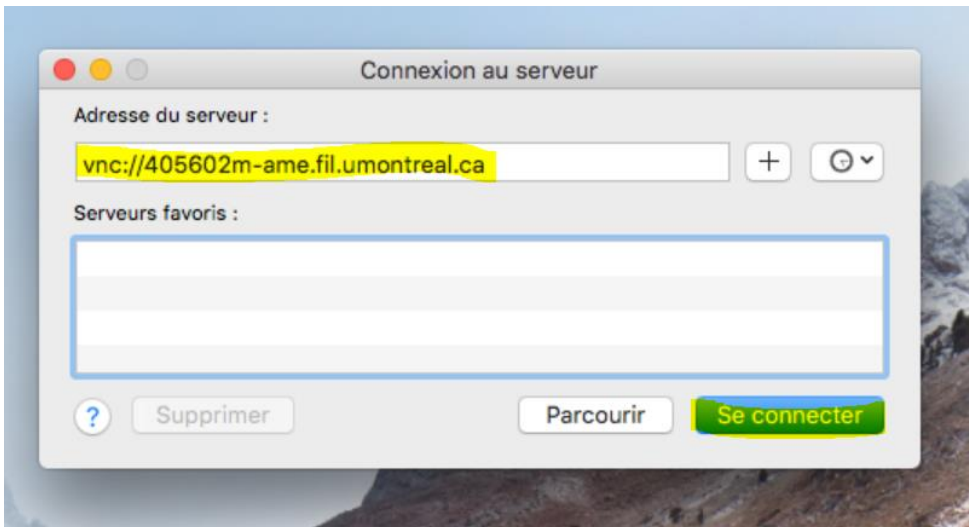 Connexion au serveur
Adresse du serveur :
vnc://405602m-ame.fil.umontreal.ca
Serveurs favoris :
? Supprimer Parcourir Se connecter